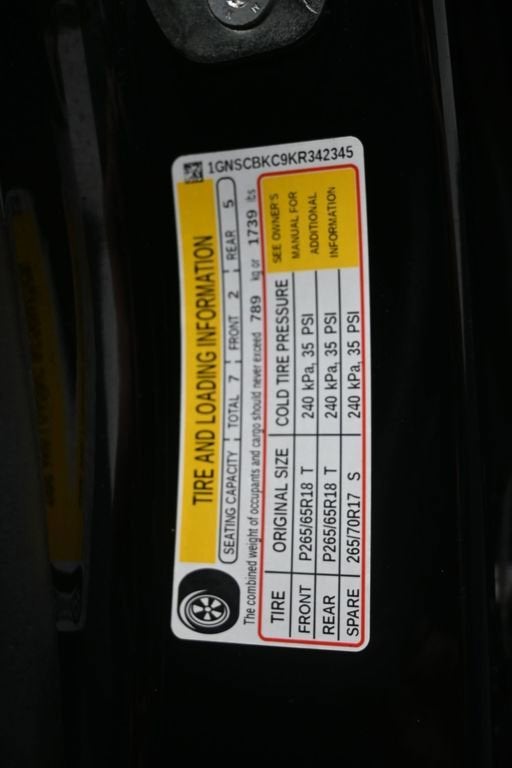 1GNSCBKC9KR342345
TIRE AND LOADING INFORMATION
SEATING CAPACITY TOTAL 7 FRONT 2 REAR 5
The combined weight of occupants and cargo should never exceed 789 kg or 1739 lbs
TIRE ORIGINAL SIZE COLD TIRE PRESSURE
FRONT P265/65R18 T 240 kPa, 35 PSI
REAR P265/65R18 T 240 kPa, 35 PSI
SPARE 265/70R17 S 240 kPa, 35 PSI
SEE OWNER'S
MANUAL FOR
ADDITIONAL
INFORMATION